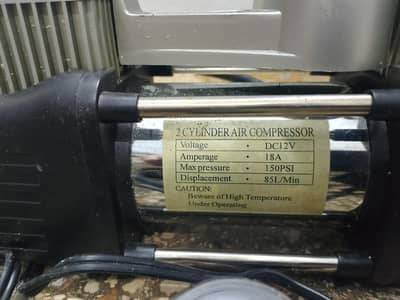 2 CYLINDER AIR COMPRESSOR
Voltage • DC12V
Amperage • 18A
Max pressure • 150PSI
Displacement • 85L/Min
CAUTION:
Beware of High Temperature
Under Operating